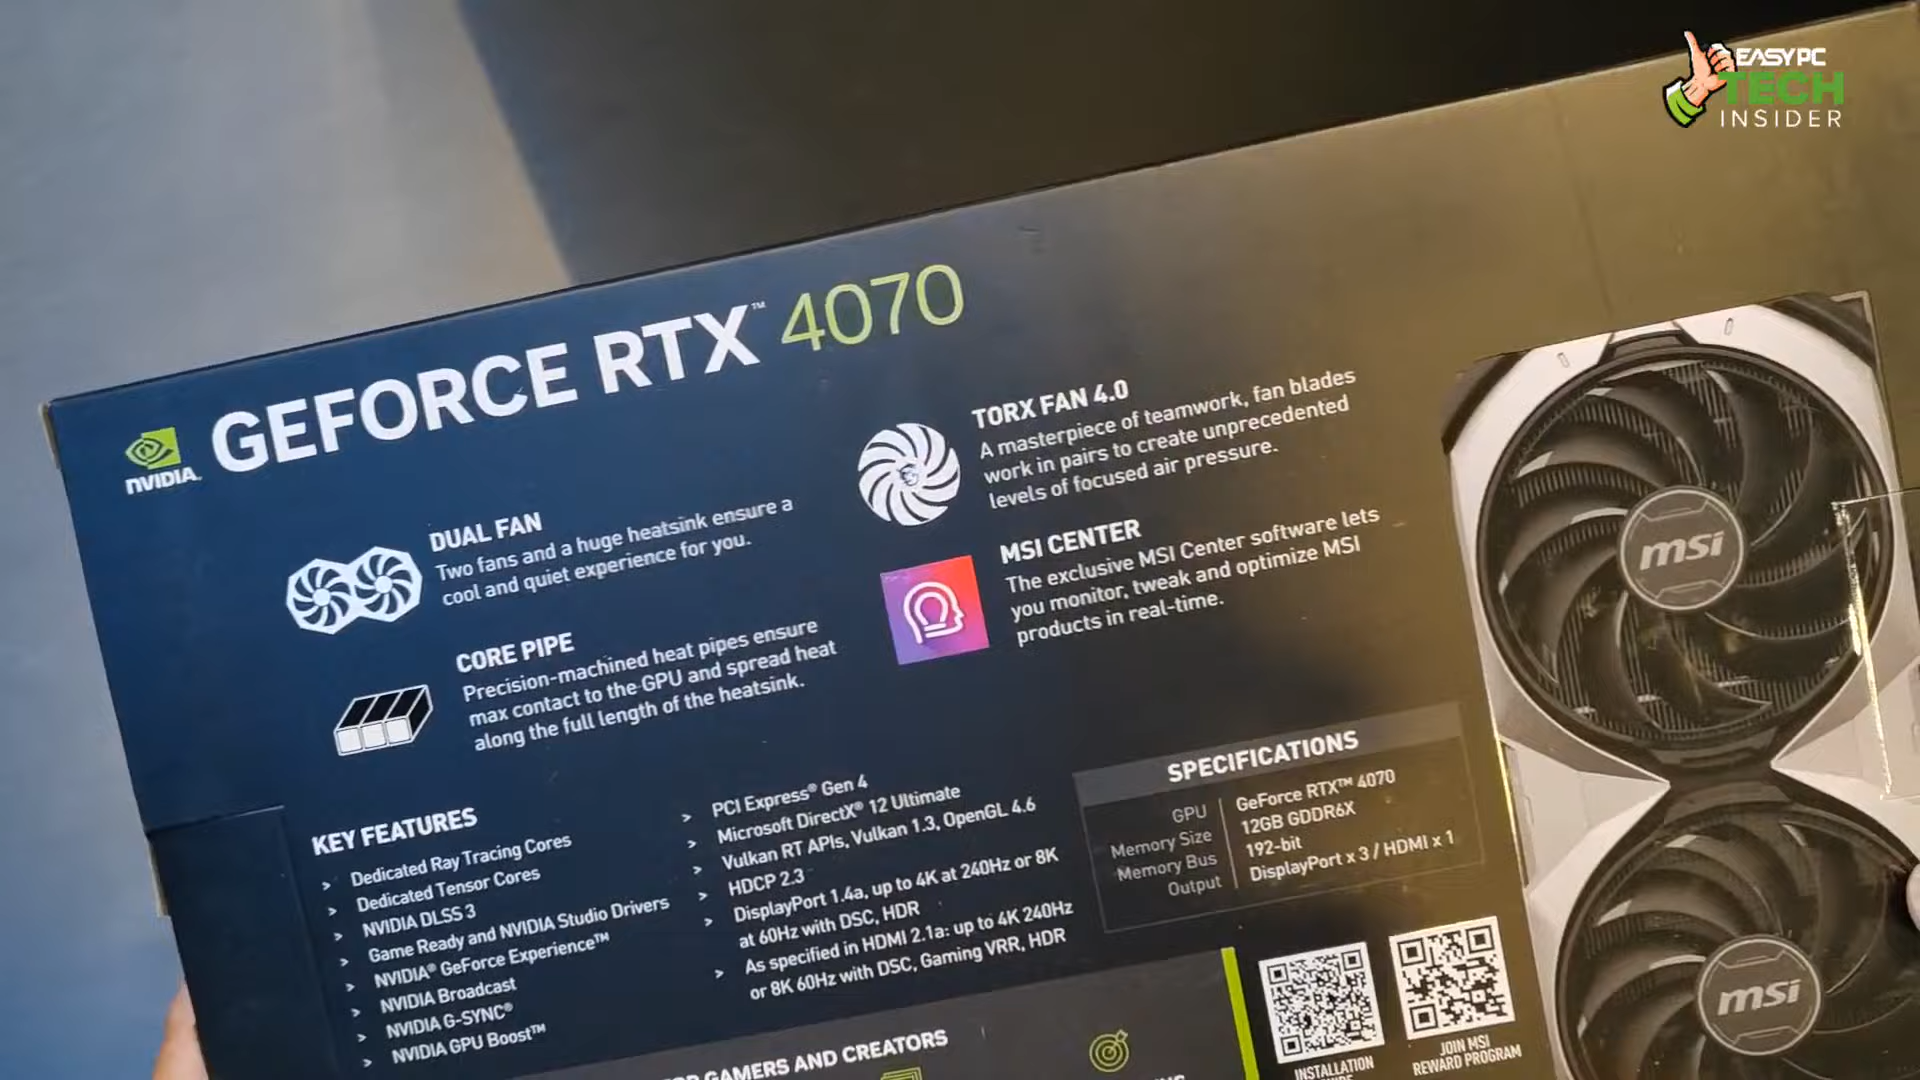 EASYPC
TECH
INSIDER
NVIDIA.
GEFORCE RTX™ 4070
DUAL FAN
Two fans and a huge heatsink ensure a
cool and quiet experience for you.
CORE PIPE
Precision-machined heat pipes ensure
max contact to the GPU and spread heat
along the full length of the heatsink.
TORX FAN 4.0
A masterpiece of teamwork, fan blades
work in pairs to create unprecedented
levels of focused air pressure.
MSI CENTER
The exclusive MSI Center software lets
you monitor, tweak and optimize MSI
products in real-time.
KEY FEATURES
> Dedicated Ray Tracing Cores
> Dedicated Tensor Cores
> NVIDIA DLSS 3
> Game Ready and NVIDIA Studio Drivers
> NVIDIA® GeForce Experience™
> NVIDIA Broadcast
> NVIDIA G-SYNC®
> NVIDIA GPU Boost™
> PCI Express® Gen 4
> Microsoft DirectX® 12 Ultimate
> Vulkan RT APIs, Vulkan 1.3, OpenGL 4.6
> HDCP 2.3
> DisplayPort 1.4a, up to 4K at 240Hz or 8K
at 60Hz with DSC, HDR
> As specified in HDMI 2.1a: up to 4K 240Hz
or 8K 60Hz with DSC, Gaming VRR, HDR
SPECIFICATIONS
GPU GeForce RTX™ 4070
Memory Size 12GB GDDR6X
Memory Bus 192-bit
Output DisplayPort x 3 / HDMI x 1
msi
msi
GAMERS AND CREATORS
INSTALLATION
JOIN MSI
REWARD PROGRAM